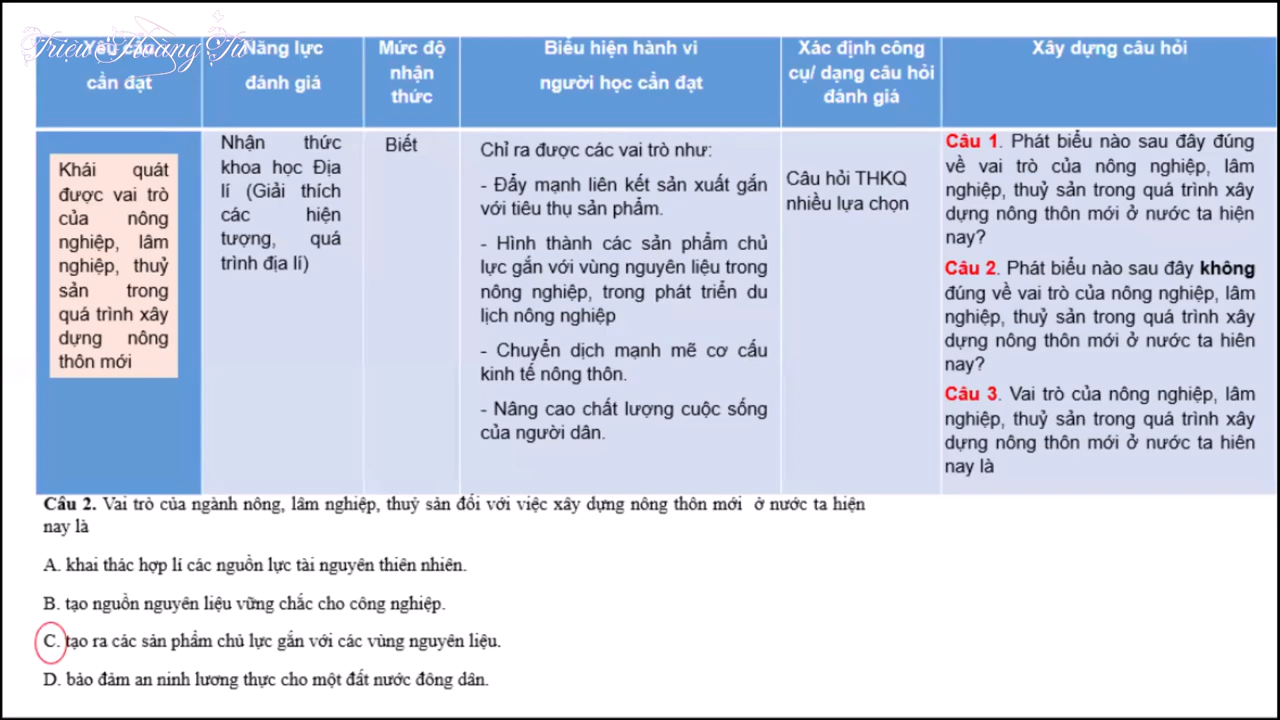 Triệu Hoàng Tú
Yêu cầu
cần đạt
Năng lực
đánh giá
Mức độ
nhận
thức
Biểu hiện hành vi
người học cần đạt
Xác định công
cụ/ dạng câu hỏi
đánh giá
Xây dựng câu hỏi
Khái quát
được vai trò
của nông
nghiệp, lâm
nghiệp, thuỷ
sản trong
quá trình xây
dựng nông
thôn mới
Nhận thức
khoa học Địa
lí (Giải thích
các hiện
tượng, quá
trình địa lí)
Biết
Chỉ ra được các vai trò như:
- Đẩy mạnh liên kết sản xuất gắn
với tiêu thụ sản phẩm.
- Hình thành các sản phẩm chủ
lực gắn với vùng nguyên liệu trong
nông nghiệp, trong phát triển du
lịch nông nghiệp
- Chuyển dịch mạnh mẽ cơ cấu
kinh tế nông thôn.
- Nâng cao chất lượng cuộc sống
của người dân.
Câu hỏi THKQ
nhiều lựa chọn
Câu 1. Phát biểu nào sau đây đúng
về vai trò của nông nghiệp, lâm
nghiệp, thuỷ sản trong quá trình xây
dựng nông thôn mới ở nước ta hiện
nay?
Câu 2. Phát biểu nào sau đây không
đúng về vai trò của nông nghiệp, lâm
nghiệp, thuỷ sản trong quá trình xây
dựng nông thôn mới ở nước ta hiên
nay?
Câu 3. Vai trò của nông nghiệp, lâm
nghiệp, thuỷ sản trong quá trình xây
dựng nông thôn mới ở nước ta hiên
nay là
Câu 2. Vai trò của ngành nông, lâm nghiệp, thuỷ sản đối với việc xây dựng nông thôn mới ở nước ta hiện
nay là
A. khai thác hợp lí các nguồn lực tài nguyên thiên nhiên.
B. tạo nguồn nguyên liệu vững chắc cho công nghiệp.
C. tạo ra các sản phẩm chủ lực gắn với các vùng nguyên liệu.
D. bảo đảm an ninh lương thực cho một đất nước đông dân.